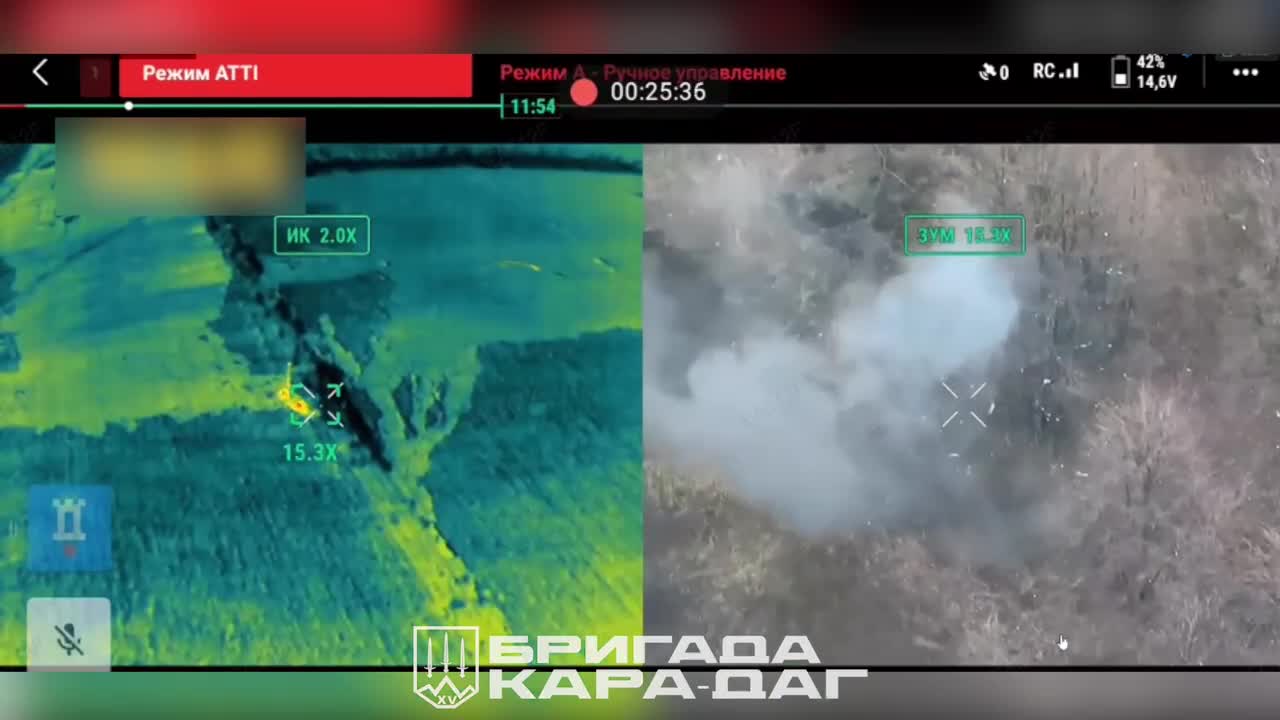 Режим ATTI
Режим A - Ручное управление
0
RC
42%
14,6V
11:54
00:25:36
ИК 2.0X
ЗУМ 15.3X
15.3X
БРИГАДА
КАРА-ДАГ
XV